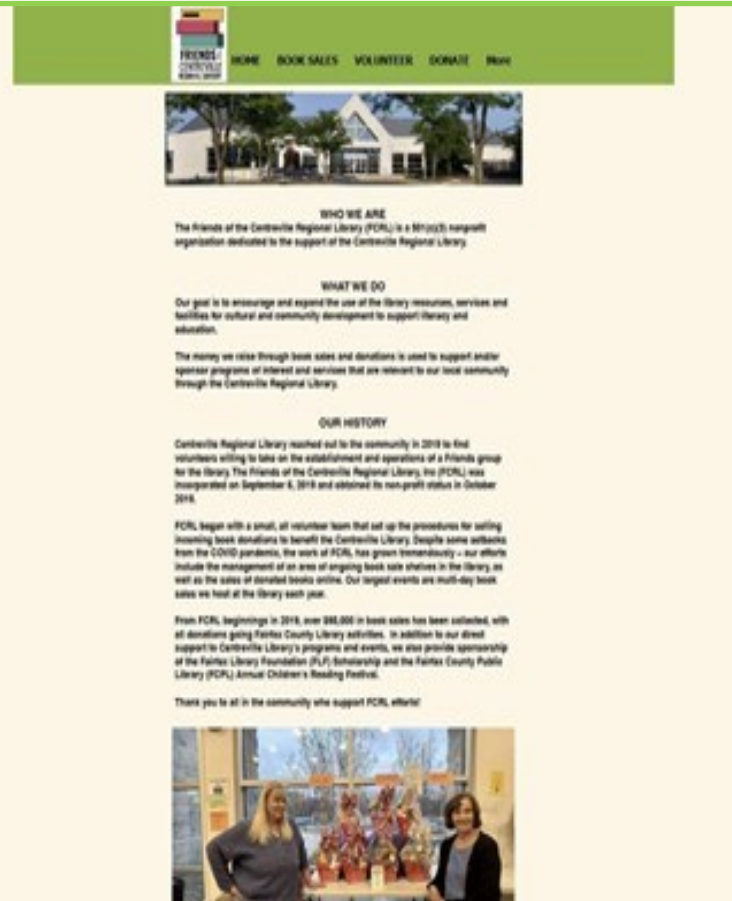 FRIENDS of
CENTREVILLE
REGIONAL LIBRARY
HOME BOOK SALES VOLUNTEER DONATE More
WHO WE ARE
The Friends of the Centreville Regional Library (FCRL) is a 501(c)(3) nonprofit
organization dedicated to the support of the Centreville Regional Library.
WHAT WE DO
Our goal is to encourage and expand the use of the library resources, services and
facilities for cultural and community development to support literacy and
education.
The money we raise through book sales and donations is used to support and/or
sponsor programs of interest and services that are relevant to our local community
through the Centreville Regional Library.
OUR HISTORY
Centreville Regional Library reached out to the community in 2019 to find
volunteers willing to take on the establishment and operations of a Friends group
for the library. The Friends of the Centreville Regional Library, Inc (FCRL) was
incorporated on September 5, 2019 and obtained its non-profit status in October
2019.
FCRL began with a small, all volunteer team that set up the procedures for selling
incoming book donations to benefit the Centreville Library. Despite some setbacks
from the COVID pandemic, the work of FCRL has grown tremendously – our efforts
include the management of an area of ongoing book sale shelves in the library, as
well as the sales of donated books online. Our largest events are multi-day book
sales we host at the library each year.
From FCRL beginnings in 2019, over in book sales has been collected, with
all donations going Fairfax County Library activities. In addition to our direct
support to Centreville Library's programs and events, we also provide sponsorship
of the Fairfax Library Foundation (FLF) Scholarship and the Fairfax County Public
Library (FCPL) Annual Children's Reading Festival.
Thank you to all in the community who support FCRL efforts!